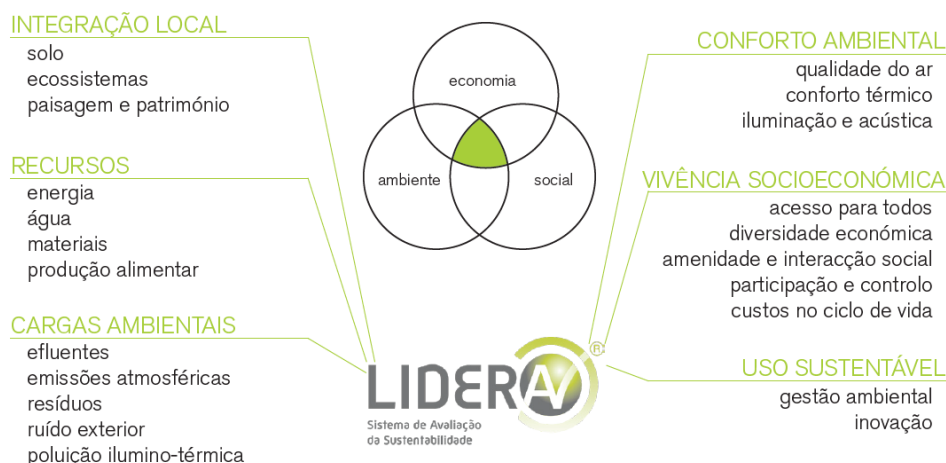 INTEGRAÇÃO LOCAL
solo
ecossistemas
paisagem e património
RECURSOS
energia
água
materiais
produção alimentar
CARGAS AMBIENTAIS
efluentes
emissões atmosféricas
resíduos
ruído exterior
poluição ilumino-térmica
economia
ambiente
social
LIDERA ®
Sistema de Avaliação
da Sustentabilidade
CONFORTO AMBIENTAL
qualidade do ar
conforto térmico
iluminação e acústica
VIVÊNCIA SOCIOECONÓMICA
acesso para todos
diversidade económica
amenidade e interacção social
participação e controlo
custos no ciclo de vida
USO SUSTENTÁVEL
gestão ambiental
inovação